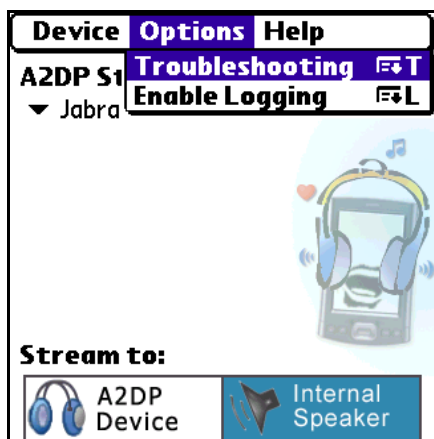 Device Options Help
Troubleshooting T
A2DP St
Enable Logging L
Jabra
Stream to:
A2DP
Device
Internal
Speaker